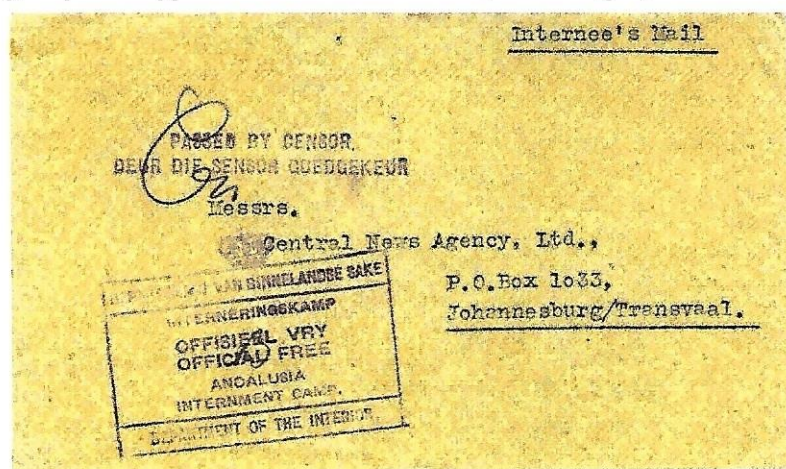 Internee's Mail
PASSED BY CENSOR.
DEUR DIE SENSOR GOEDGEKEUR
Messrs.
Central News Agency, Ltd.,
P.O.Box 1o33,
Johannesburg/Transvaal.
VAN BINNELANDSE SAKE
INTERNERINGSKAMP
OFFISIEEL VRY
OFFICIAL FREE
ANDALUSIA
INTERNMENT CAMP.
DEPARTMENT OF THE INTERIOR.